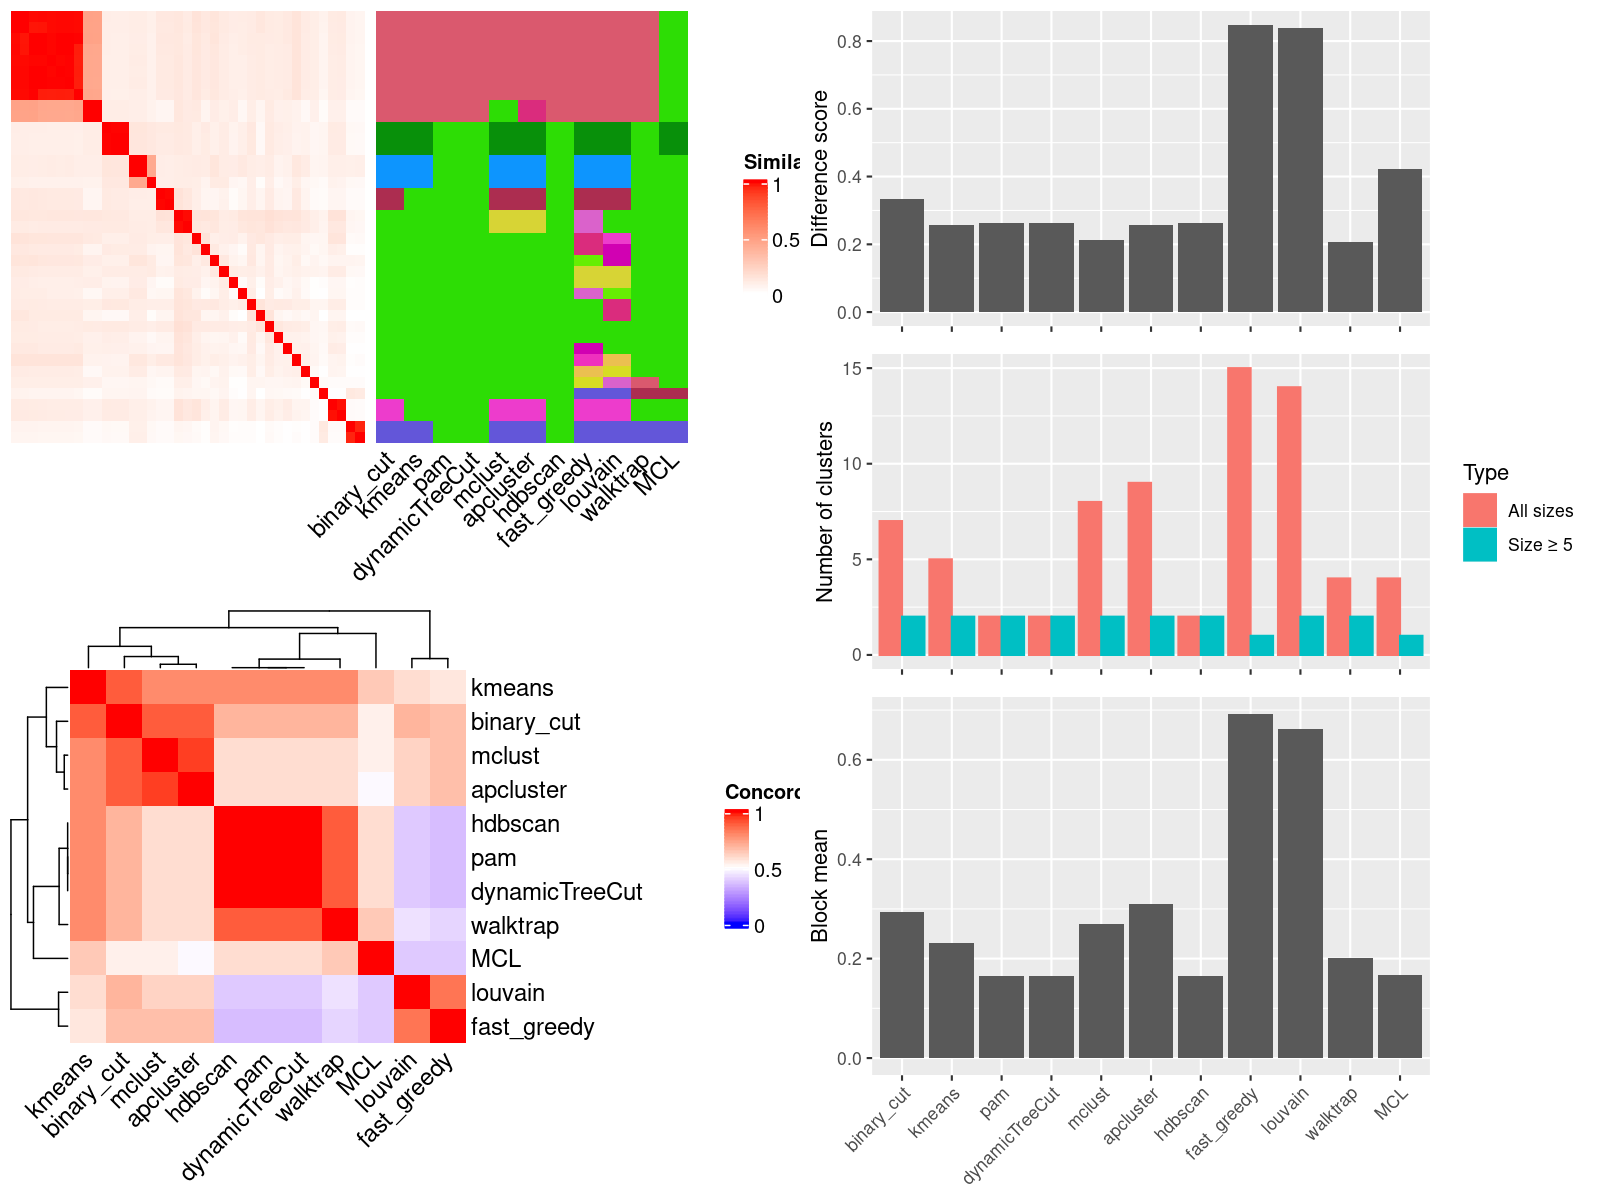 Simila
1
0.5
0
binary_cut
kmeans
pam
dynamicTreeCut
mclust
apcluster
hdbscan
fast_greedy
louvain
walktrap
MCL
kmeans
binary_cut
mclust
apcluster
hdbscan
pam
dynamicTreeCut
walktrap
MCL
louvain
fast_greedy
Concord
1
0.5
0
kmeans
binary_cut
mclust
apcluster
hdbscan
pam
dynamicTreeCut
walktrap
MCL
louvain
fast_greedy
Difference score
0.8
0.6
0.4
0.2
0.0
Number of clusters
15
10
5
0
Type
All sizes
Size ≥ 5
Block mean
0.6
0.4
0.2
0.0
binary_cut
kmeans
pam
dynamicTreeCut
mclust
apcluster
hdbscan
fast_greedy
louvain
walktrap
MCL